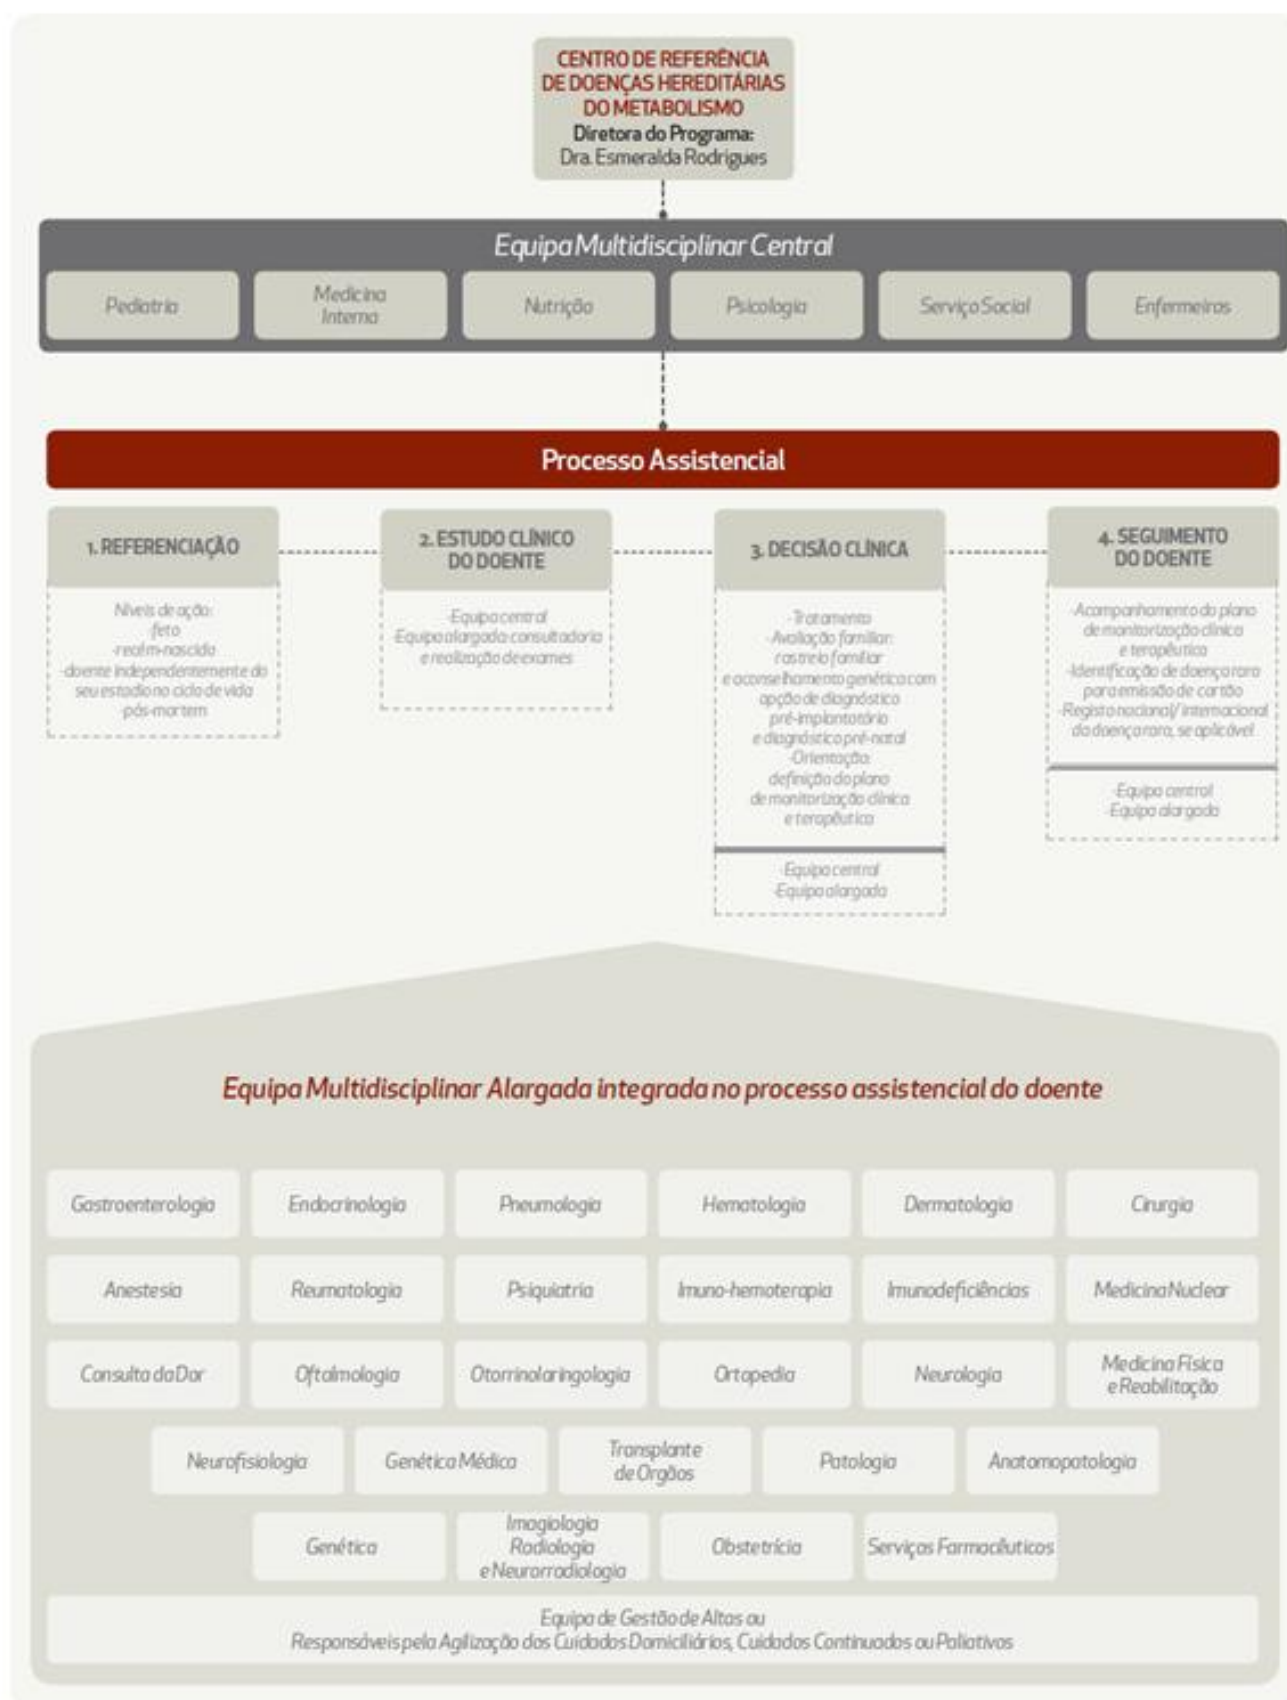 CENTRO DE REFERÊNCIA
DE DOENÇAS HEREDITÁRIAS
DO METABOLISMO
Diretora do Programa:
Dra. Esmeralda Rodrigues
Equipa Multidisciplinar Central
Pediatria
Medicina
Interna
Nutrição
Psicologia
Serviço Social
Enfermeiros
Processo Assistencial
1. REFERENCIAÇÃO
Níveis de ação:
-feto
-recém-nascido
-doente independentemente do
seu estadio no ciclo de vida
-pós-mortem
2. ESTUDO CLÍNICO
DO DOENTE
-Equipa central
-Equipa alargada: consultadoria
e realização de exames
3. DECISÃO CLÍNICA
-Tratamento
-Avaliação familiar:
rastreio familiar
e aconselhamento genético com
opção de diagnóstico
pré-implantatório
e diagnóstico pré-natal
-Orientação:
definição do plano
de monitorização clínica
e terapêutica
-Equipa central
-Equipa alargada
4. SEGUIMENTO
DO DOENTE
-Acompanhamento do plano
de monitorização clínica
e terapêutica
-Identificação de doença rara
para emissão de cartão
-Registo nacional/ internacional
da doença rara, se aplicável
-Equipa central
-Equipa alargada
Equipa Multidisciplinar Alargada integrada no processo assistencial do doente
Gastroenterologia
Endocrinologia
Pneumologia
Hematologia
Dermatologia
Cirurgia
Anestesia
Reumatologia
Psiquiatria
Imuno-hemoterapia
Imunodeficiências
Medicina Nuclear
Consulta da Dor
Oftalmologia
Otorrinolaringologia
Ortopedia
Neurologia
Medicina Física
e Reabilitação
Neurofisiologia
Genética Médica
Transplante
de Orgãos
Patologia
Anatomopatologia
Genética
Imagiologia
Radiologia
e Neurorradiologia
Obstetrícia
Serviços Farmacêuticos
Equipa de Gestão de Altas ou
Responsáveis pela Agilização dos Cuidados Domiciliários, Cuidados Continuados ou Paliativos